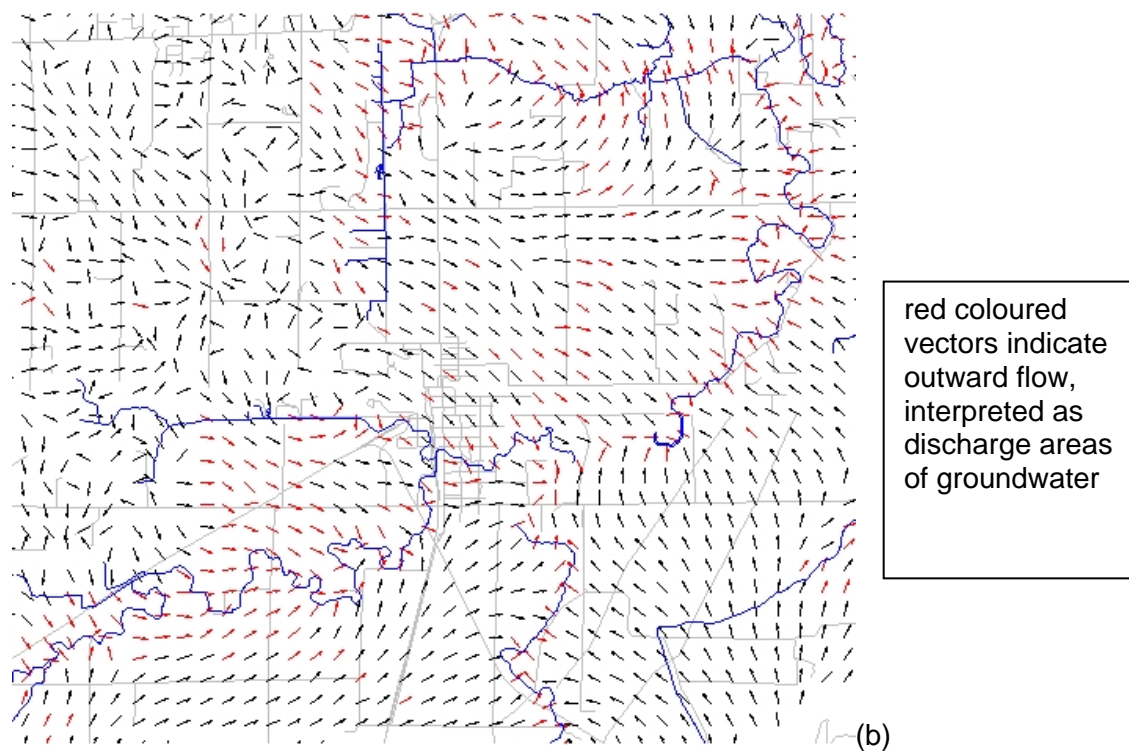 red coloured
vectors indicate
outward flow,
interpreted as
discharge areas
of groundwater
(b)